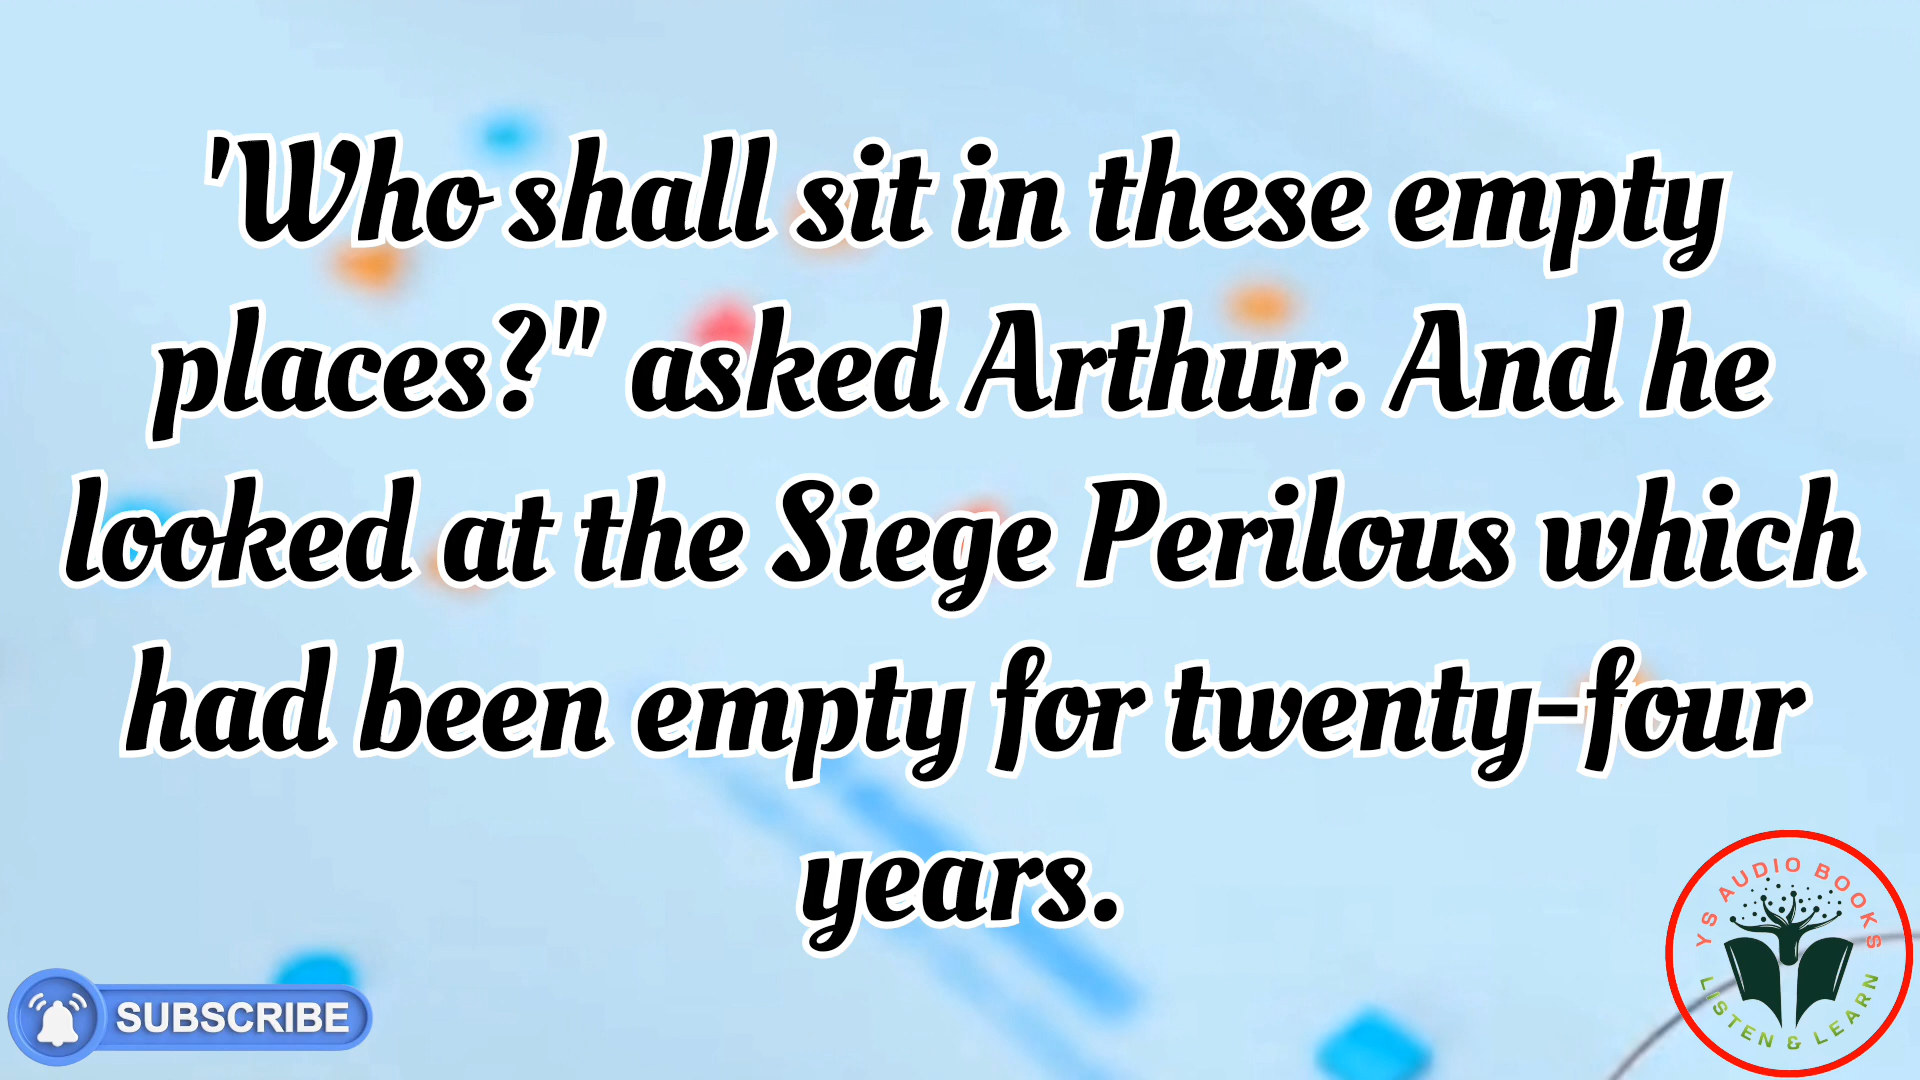 'Who shall sit in these empty
places?" asked Arthur. And he
looked at the Siege Perilous which
had been empty for twenty-four
years.
SUBSCRIBE
YS AUDIO BOOKS
LISTEN & LEARN